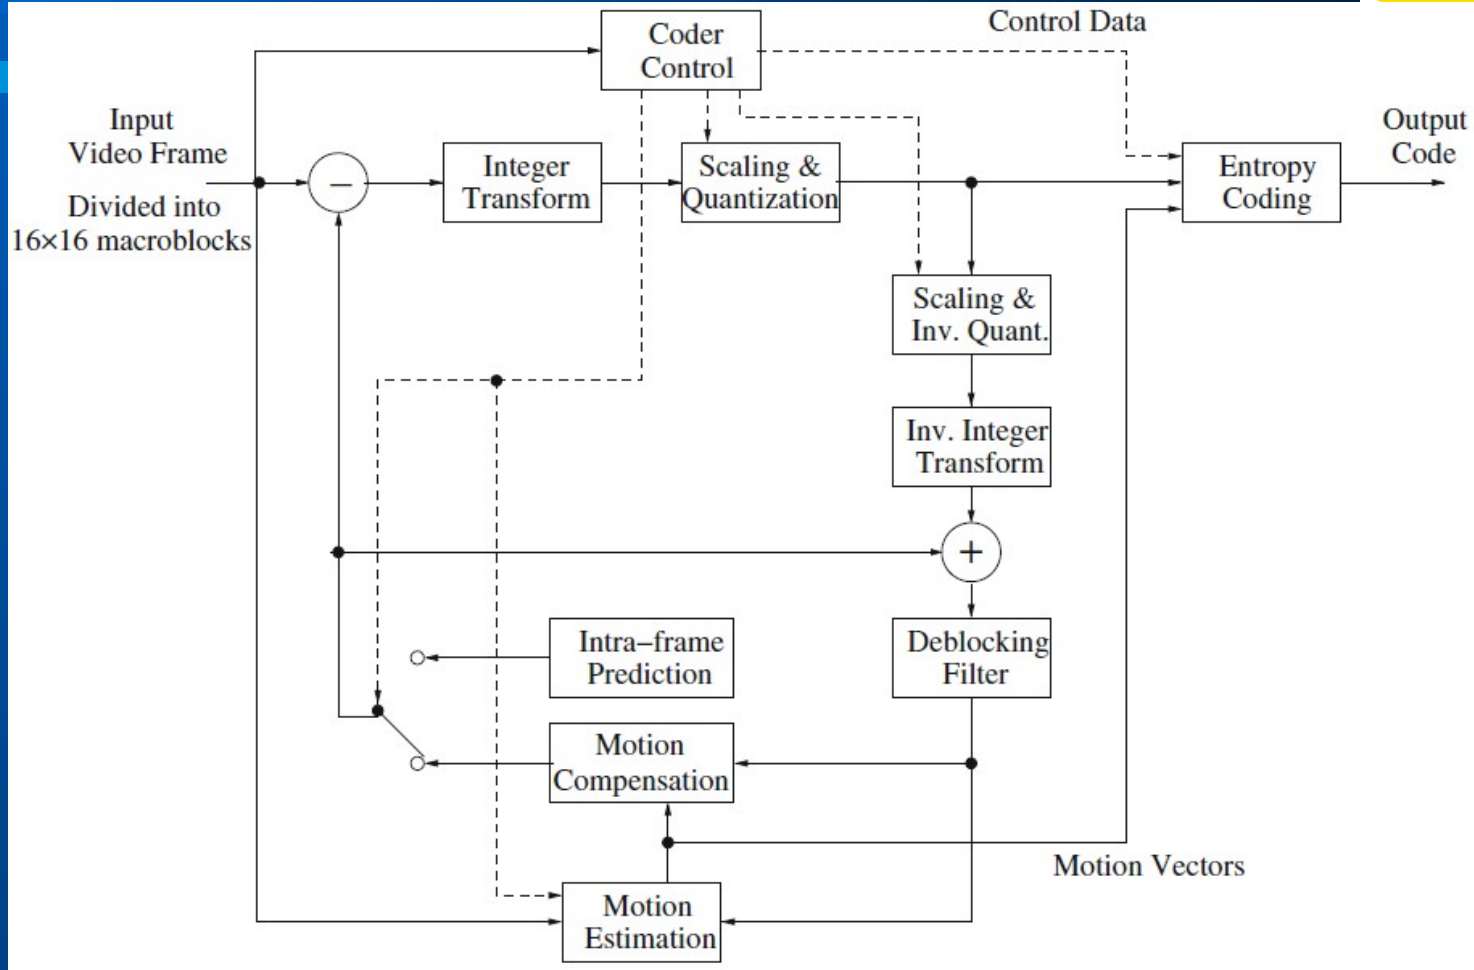 Coder
Control
Control Data
Input
Video Frame
Divided into
16×16 macroblocks
−
Integer
Transform
Scaling &
Quantization
Entropy
Coding
Output
Code
Scaling &
Inv. Quant.
Inv. Integer
Transform
+
Intra−frame
Prediction
Deblocking
Filter
Motion
Compensation
Motion Vectors
Motion
Estimation